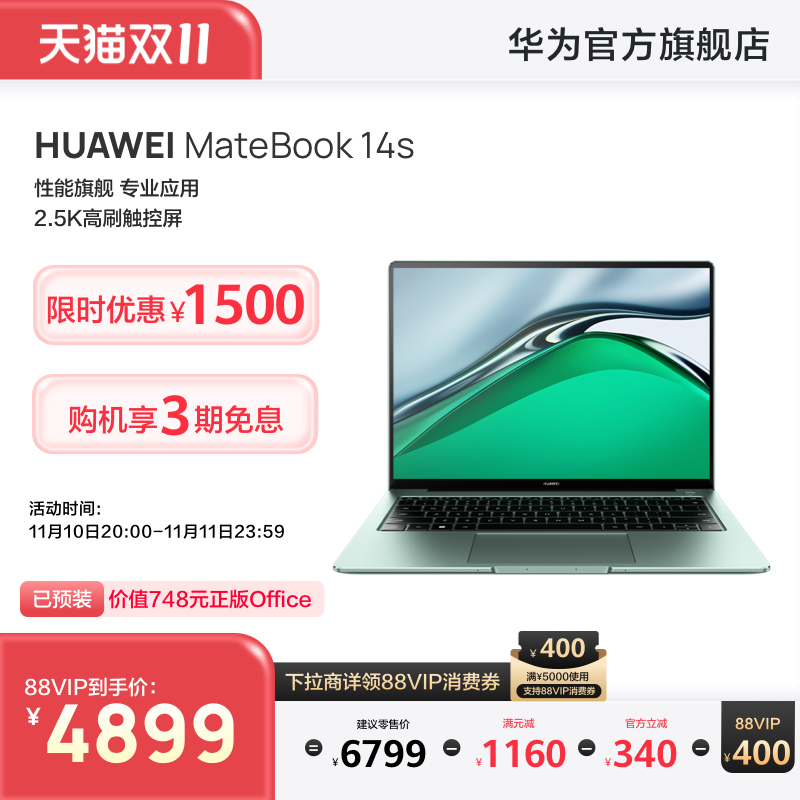 天猫双11
华为官方旗舰店
HUAWEI MateBook 14s
性能旗舰 专业应用
2.5K高刷触控屏
限时优惠¥1500
购机享3期免息
HUAWEI
活动时间：
11月10日20:00-11月11日23:59
已预装 价值748元正版Office
88VIP到手价：
¥4899
下拉商详领88VIP消费券
¥400
满¥5000使用
支持88VIP消费券
= 建议零售价 ¥6799 - 满元减 ¥1160 - 官方立减 ¥340 - 88VIP ¥400